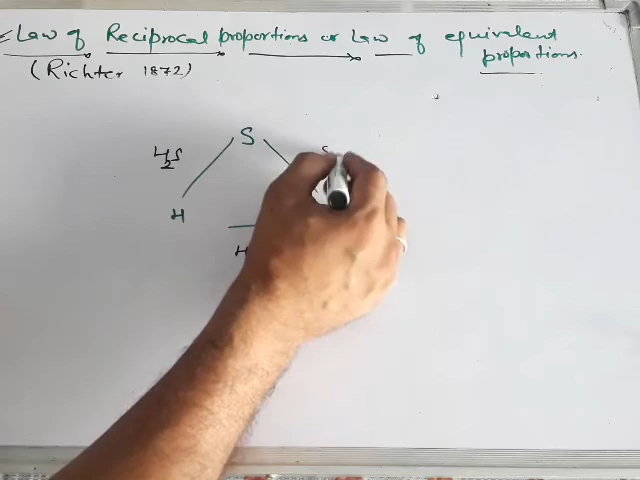 Law of Reciprocal proportions or Law of equivalent
proportions.
(Richter 1872)
S
H2S
S
H
H